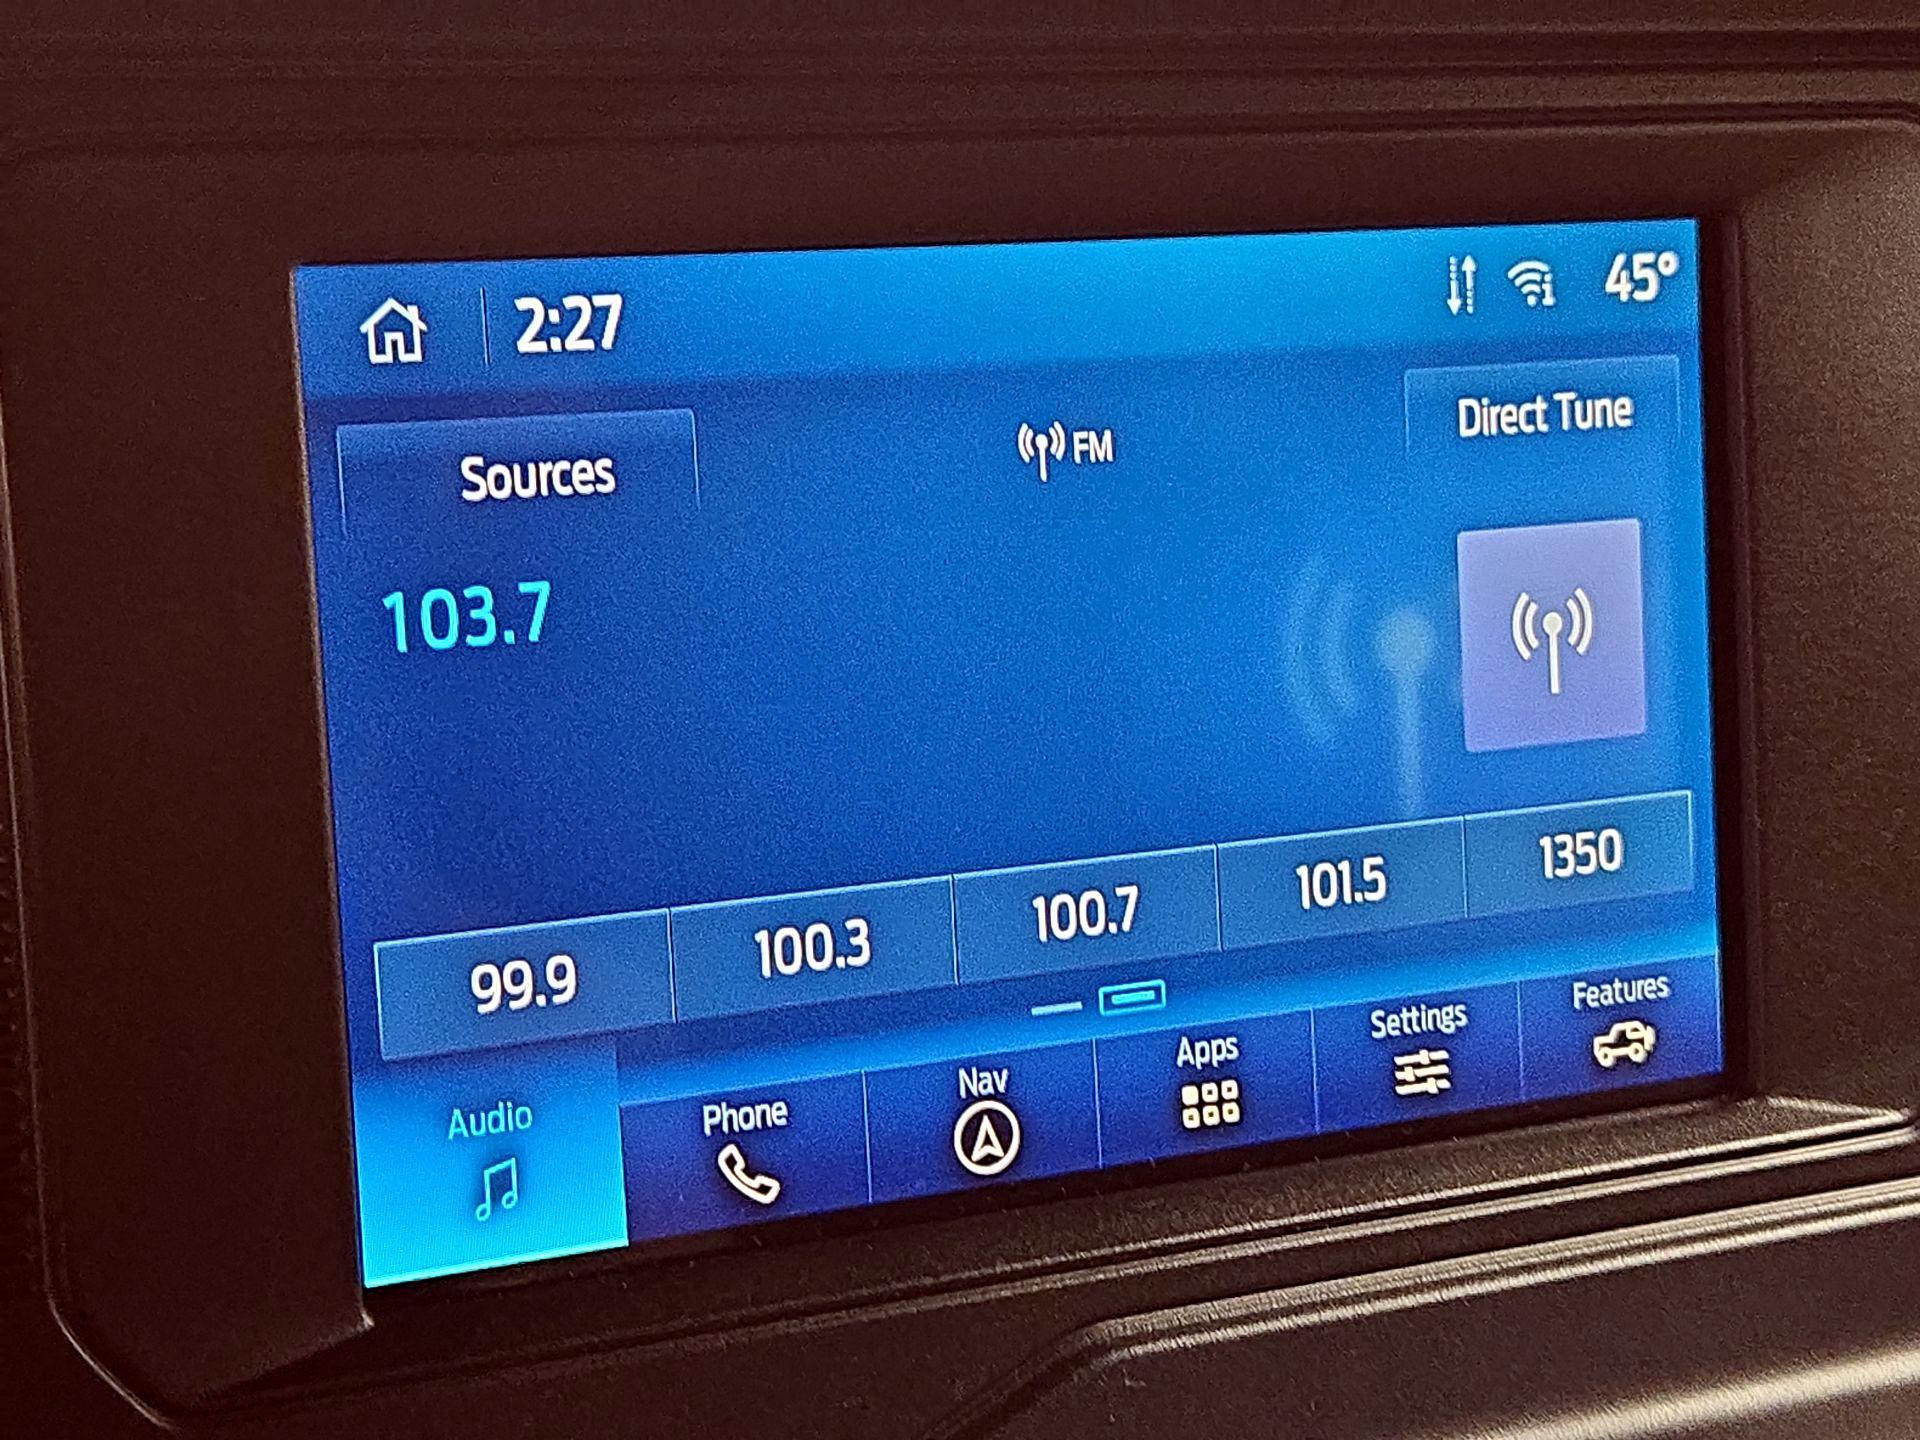 2:27
45°
Sources
FM
Direct Tune
103.7
99.9
100.3
100.7
101.5
1350
Audio
Phone
Nav
Apps
Settings
Features